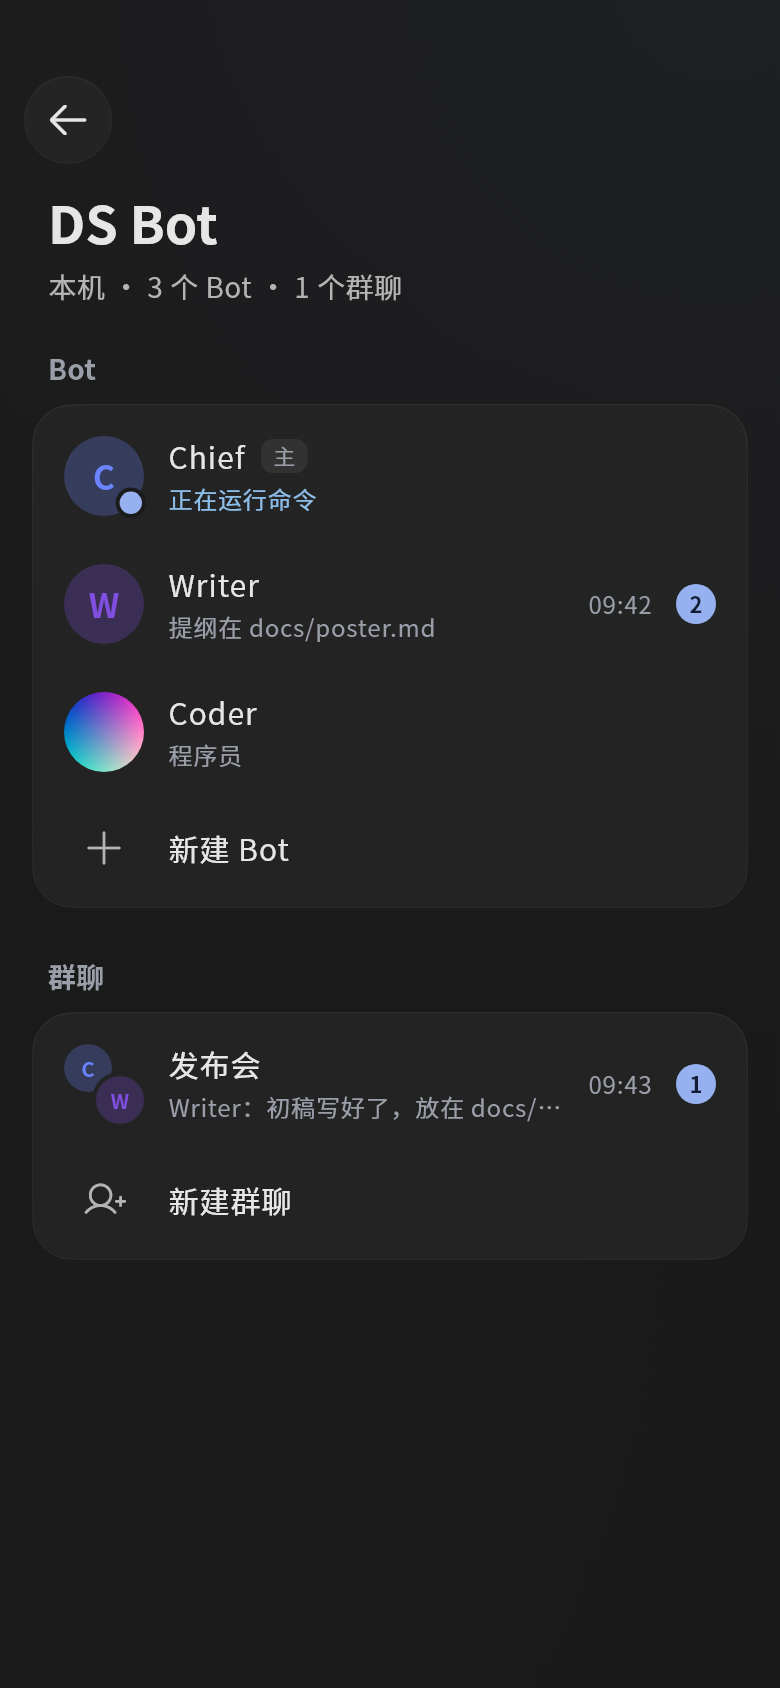 DS Bot
本机 · 3 个 Bot · 1 个群聊
Bot
C
Chief 主
正在运行命令
W
Writer
提纲在 docs/poster.md
09:42 2
Coder
程序员
新建 Bot
群聊
C
W
发布会
Writer：初稿写好了，放在 docs/…
09:43 1
新建群聊